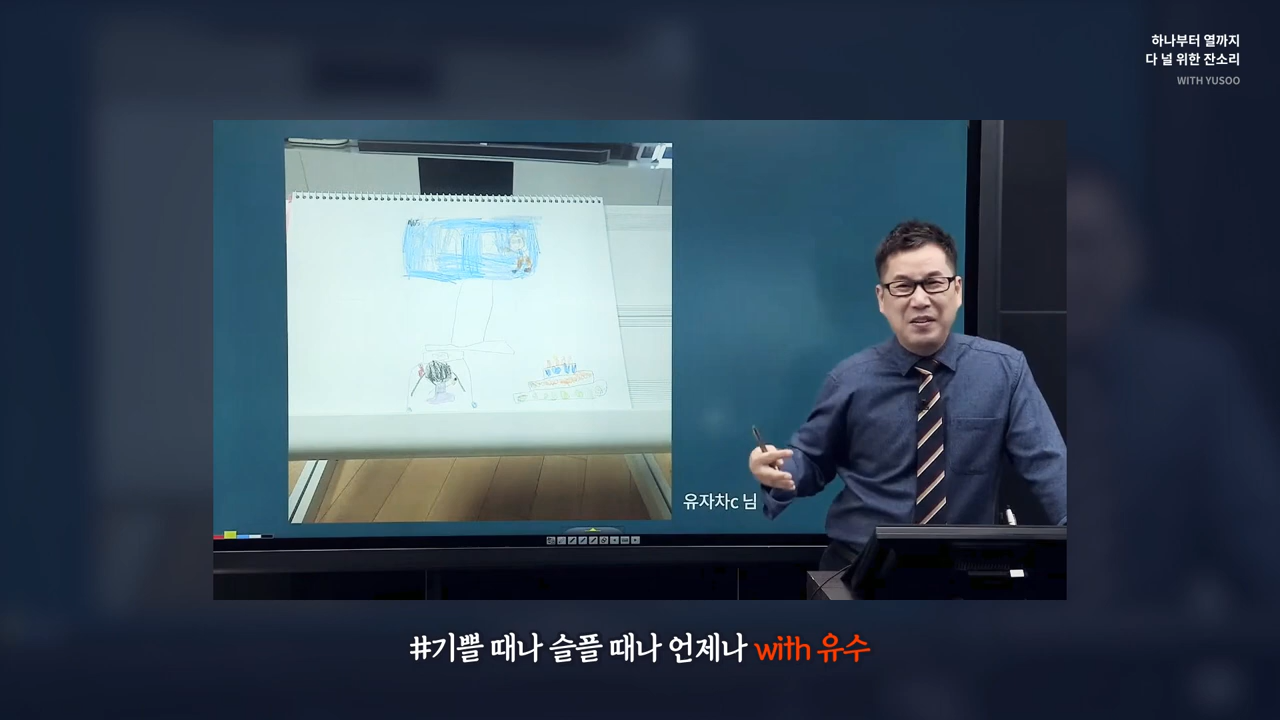 하나부터 열까지
다 널 위한 잔소리
WITH YUSOO
유자차c 님
#기쁠 때나 슬플 때나 언제나 with 유수